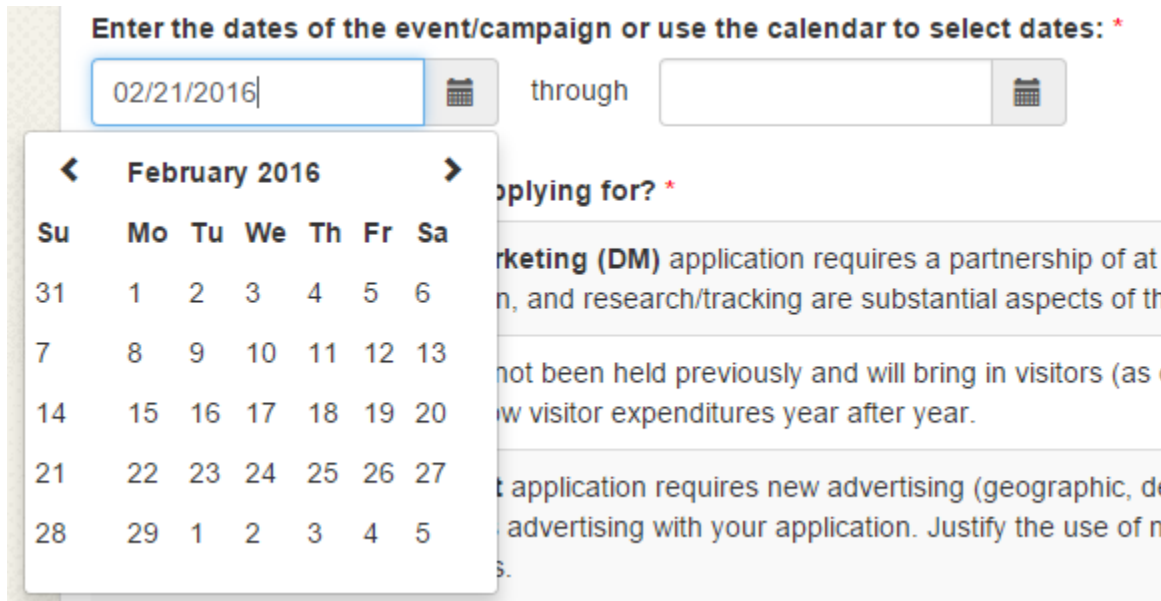 Enter the dates of the event/campaign or use the calendar to select dates: *
02/21/2016
through
February 2016
Su Mo Tu We Th Fr Sa
31 1 2 3 4 5 6
7 8 9 10 11 12 13
14 15 16 17 18 19 20
21 22 23 24 25 26 27
28 29 1 2 3 4 5
applying for? *
(DM) application requires a partnership of at
and research/tracking are substantial aspects of
not been held previously and will bring in visitors (as
visitor expenditures year after year.
application requires new advertising (geographic,
advertising with your application. Justify the use of